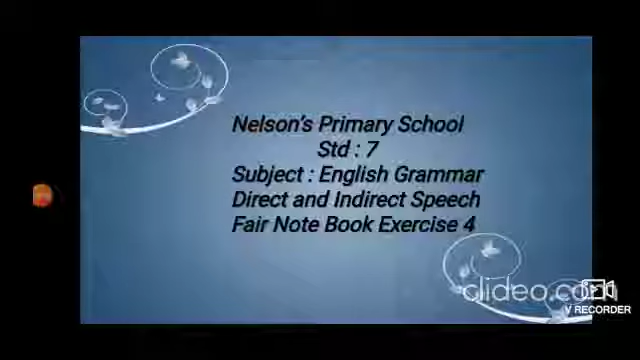 Nelson's Primary School
Std : 7
Subject : English Grammar
Direct and Indirect Speech
Fair Note Book Exercise 4
clideo.com
V RECORDER